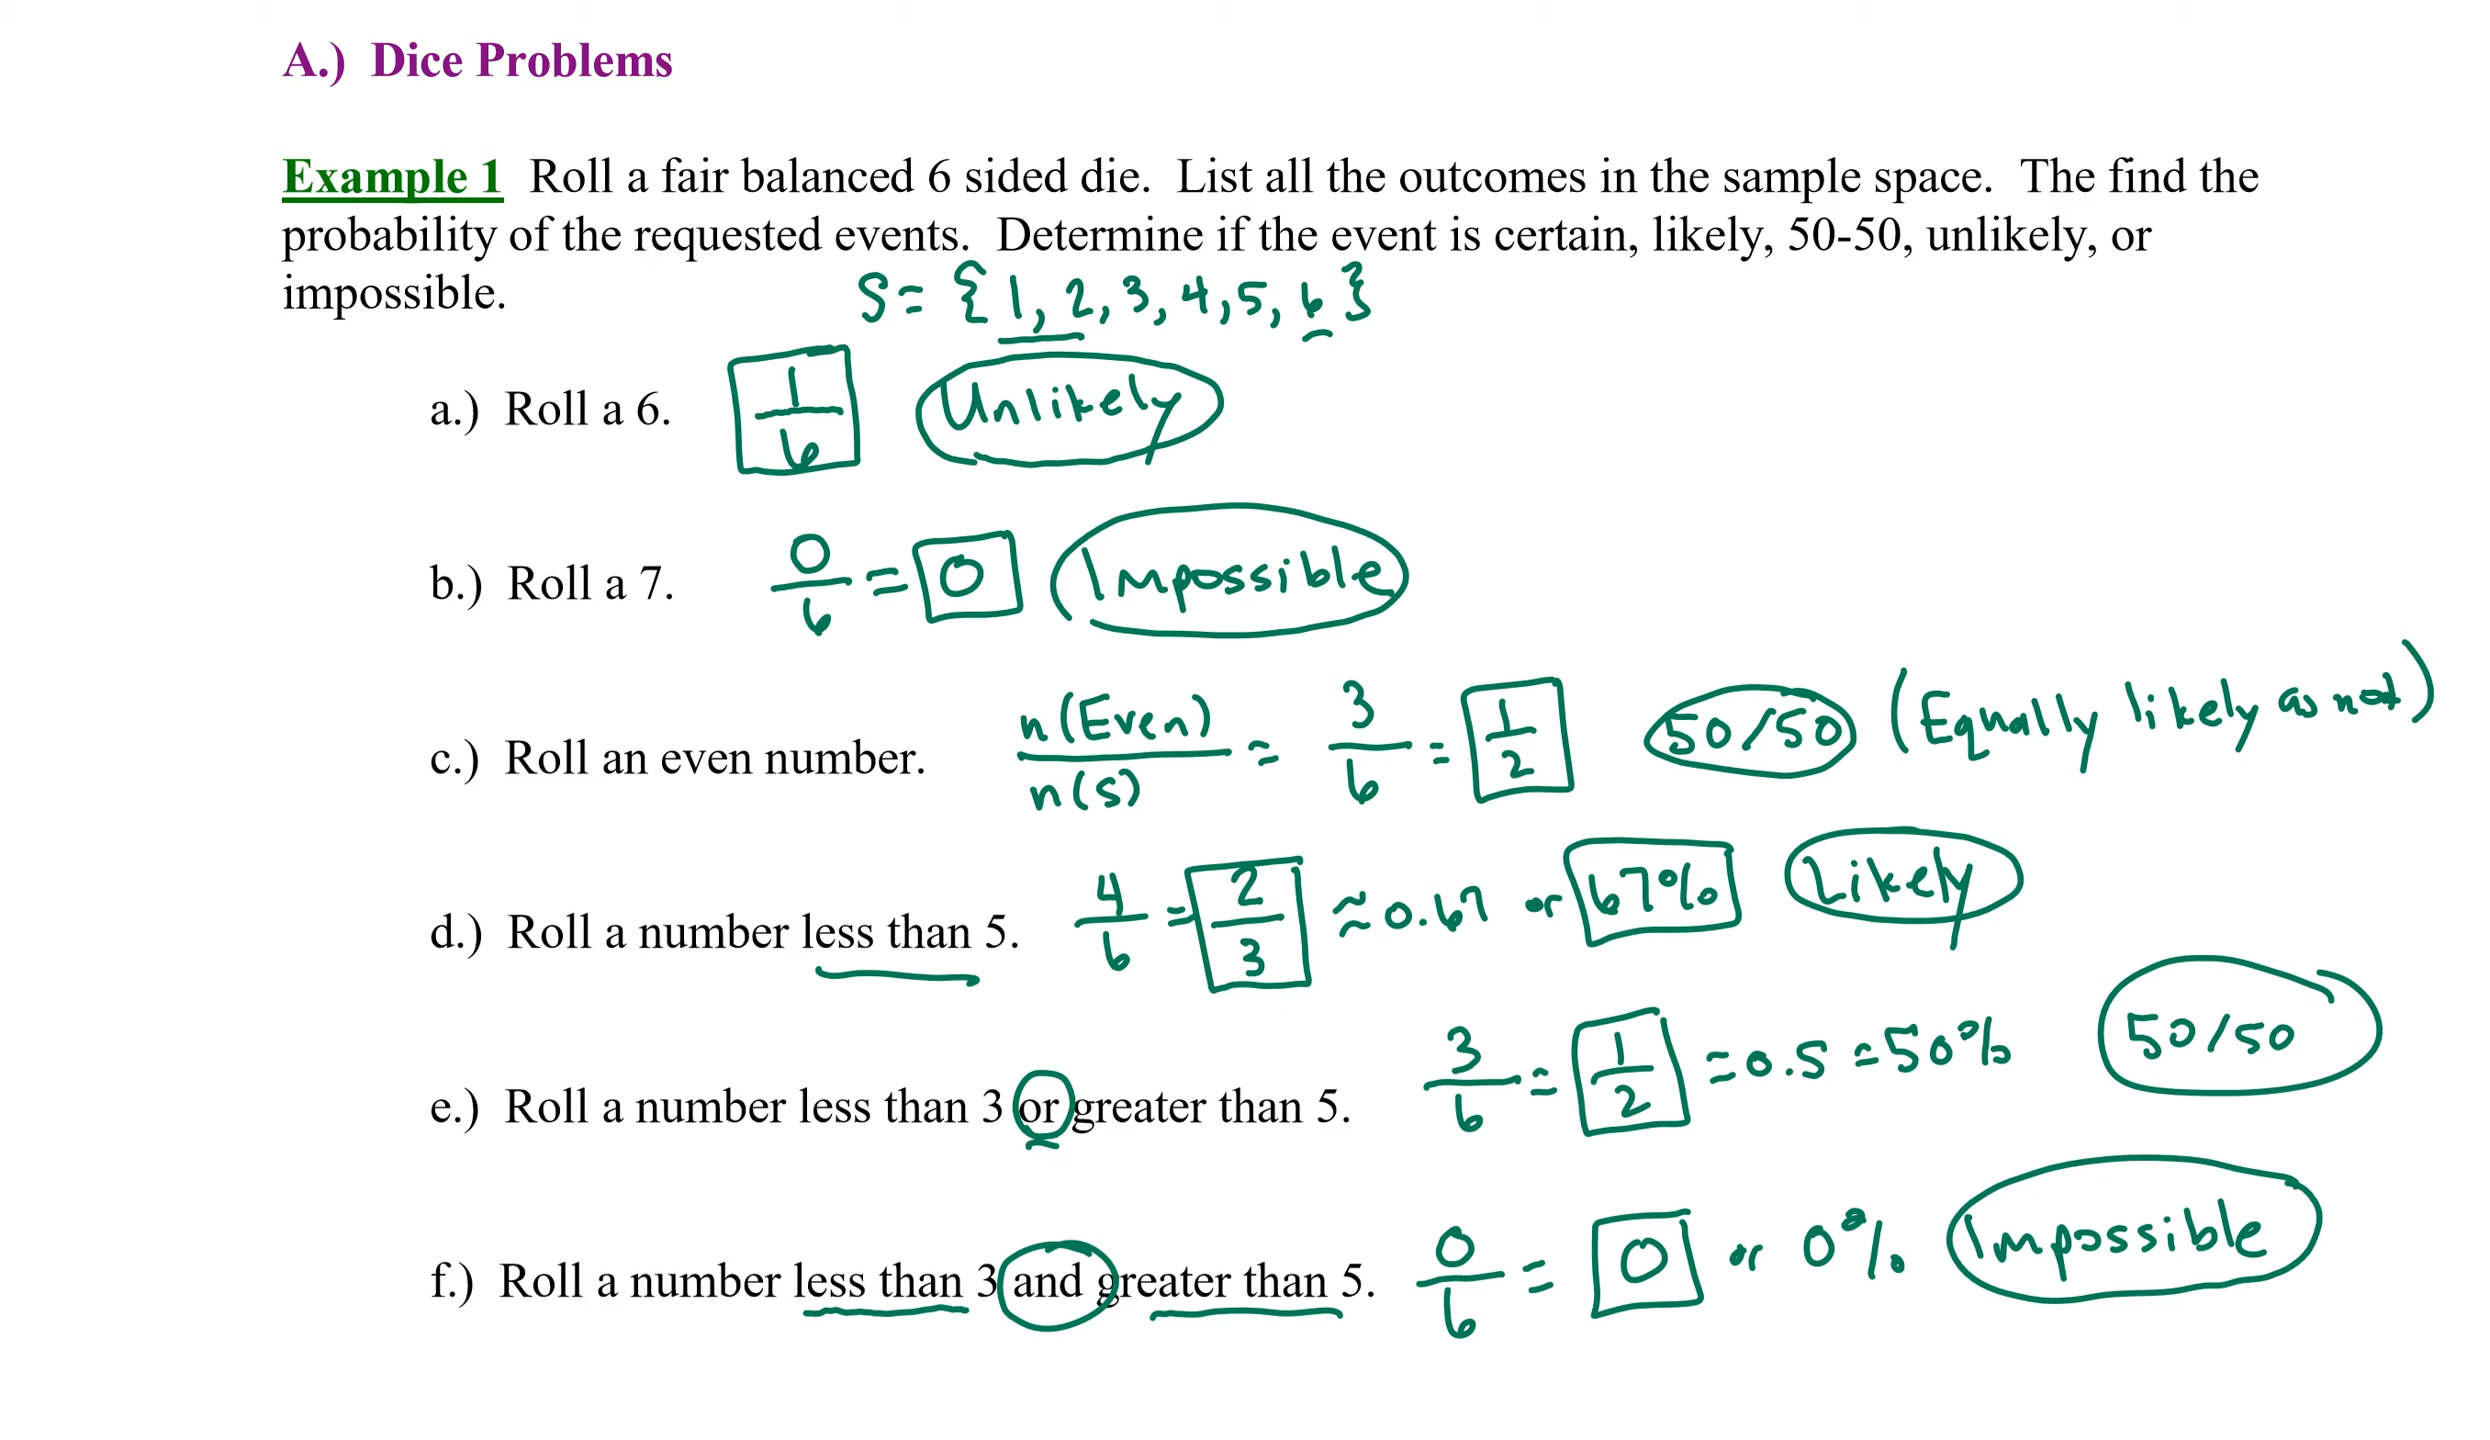 A.) Dice Problems
Example 1 Roll a fair balanced 6 sided die. List all the outcomes in the sample space. The find the
probability of the requested events. Determine if the event is certain, likely, 50-50, unlikely, or
impossible. S = {1, 2, 3, 4, 5, 6}
a.) Roll a 6. 1/6 Unlikely
b.) Roll a 7. 0/6 = 0 Impossible
c.) Roll an even number. n(Even)/n(S) = 3/6 = 1/2 50/50 (Equally likely as not)
d.) Roll a number less than 5. 4/6 = 2/3 ≈ 0.67 or 67% Likely
e.) Roll a number less than 3 or greater than 5. 3/6 = 1/2 = 0.5 = 50% 50/50
f.) Roll a number less than 3 and greater than 5. 0/6 = 0 or 0% Impossible